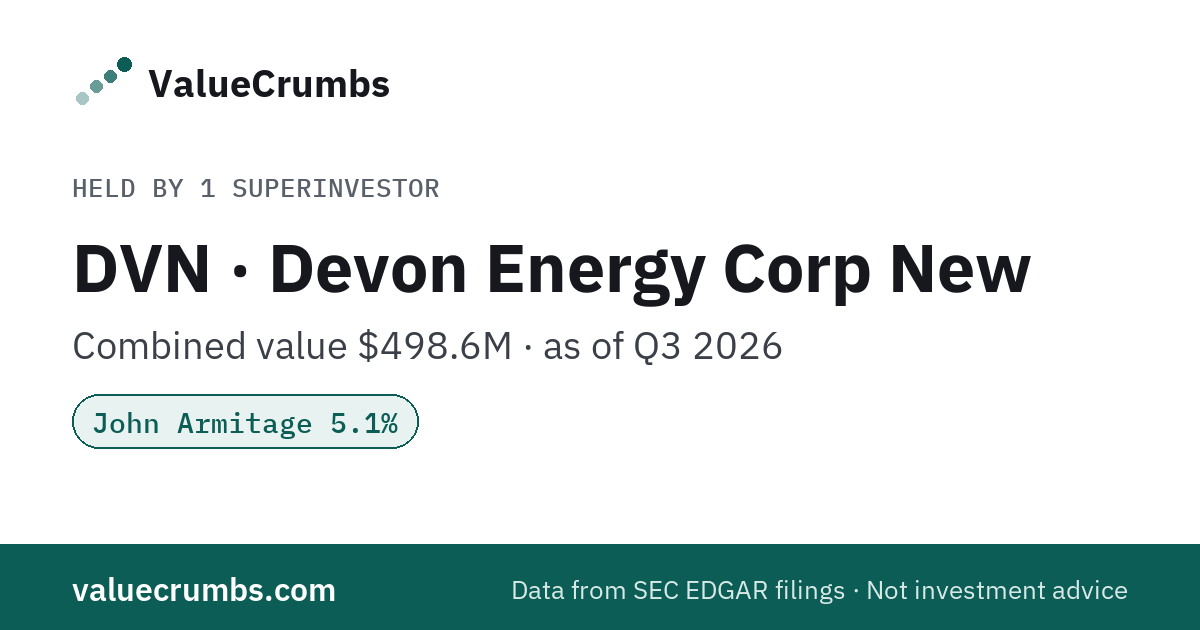 ValueCrumbs
HELD BY 1 SUPERINVESTOR
DVN · Devon Energy Corp New
Combined value $498.6M · as of Q3 2026
John Armitage 5.1%
valuecrumbs.com
Data from SEC EDGAR filings · Not investment advice